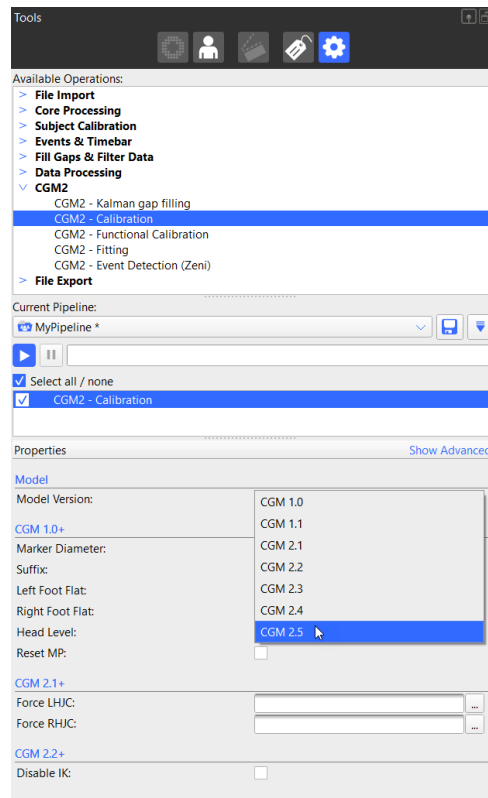 Tools
Available Operations:
> File Import
> Core Processing
> Subject Calibration
> Events & Timebar
> Fill Gaps & Filter Data
> Data Processing
CGM2
CGM2 - Kalman gap filling
CGM2 - Calibration
CGM2 - Functional Calibration
CGM2 - Fitting
CGM2 - Event Detection (Zeni)
> File Export
Current Pipeline:
MyPipeline *
Select all / none
CGM2 - Calibration
Properties Show Advanced
Model
Model Version:
CGM 1.0
CGM 1.1
CGM 2.1
CGM 2.2
CGM 2.3
CGM 2.4
CGM 2.5
CGM 1.0+
Marker Diameter:
Suffix:
Left Foot Flat:
Right Foot Flat:
Head Level:
Reset MP:
CGM 2.1+
Force LHJC: ...
Force RHJC: ...
CGM 2.2+
Disable IK: